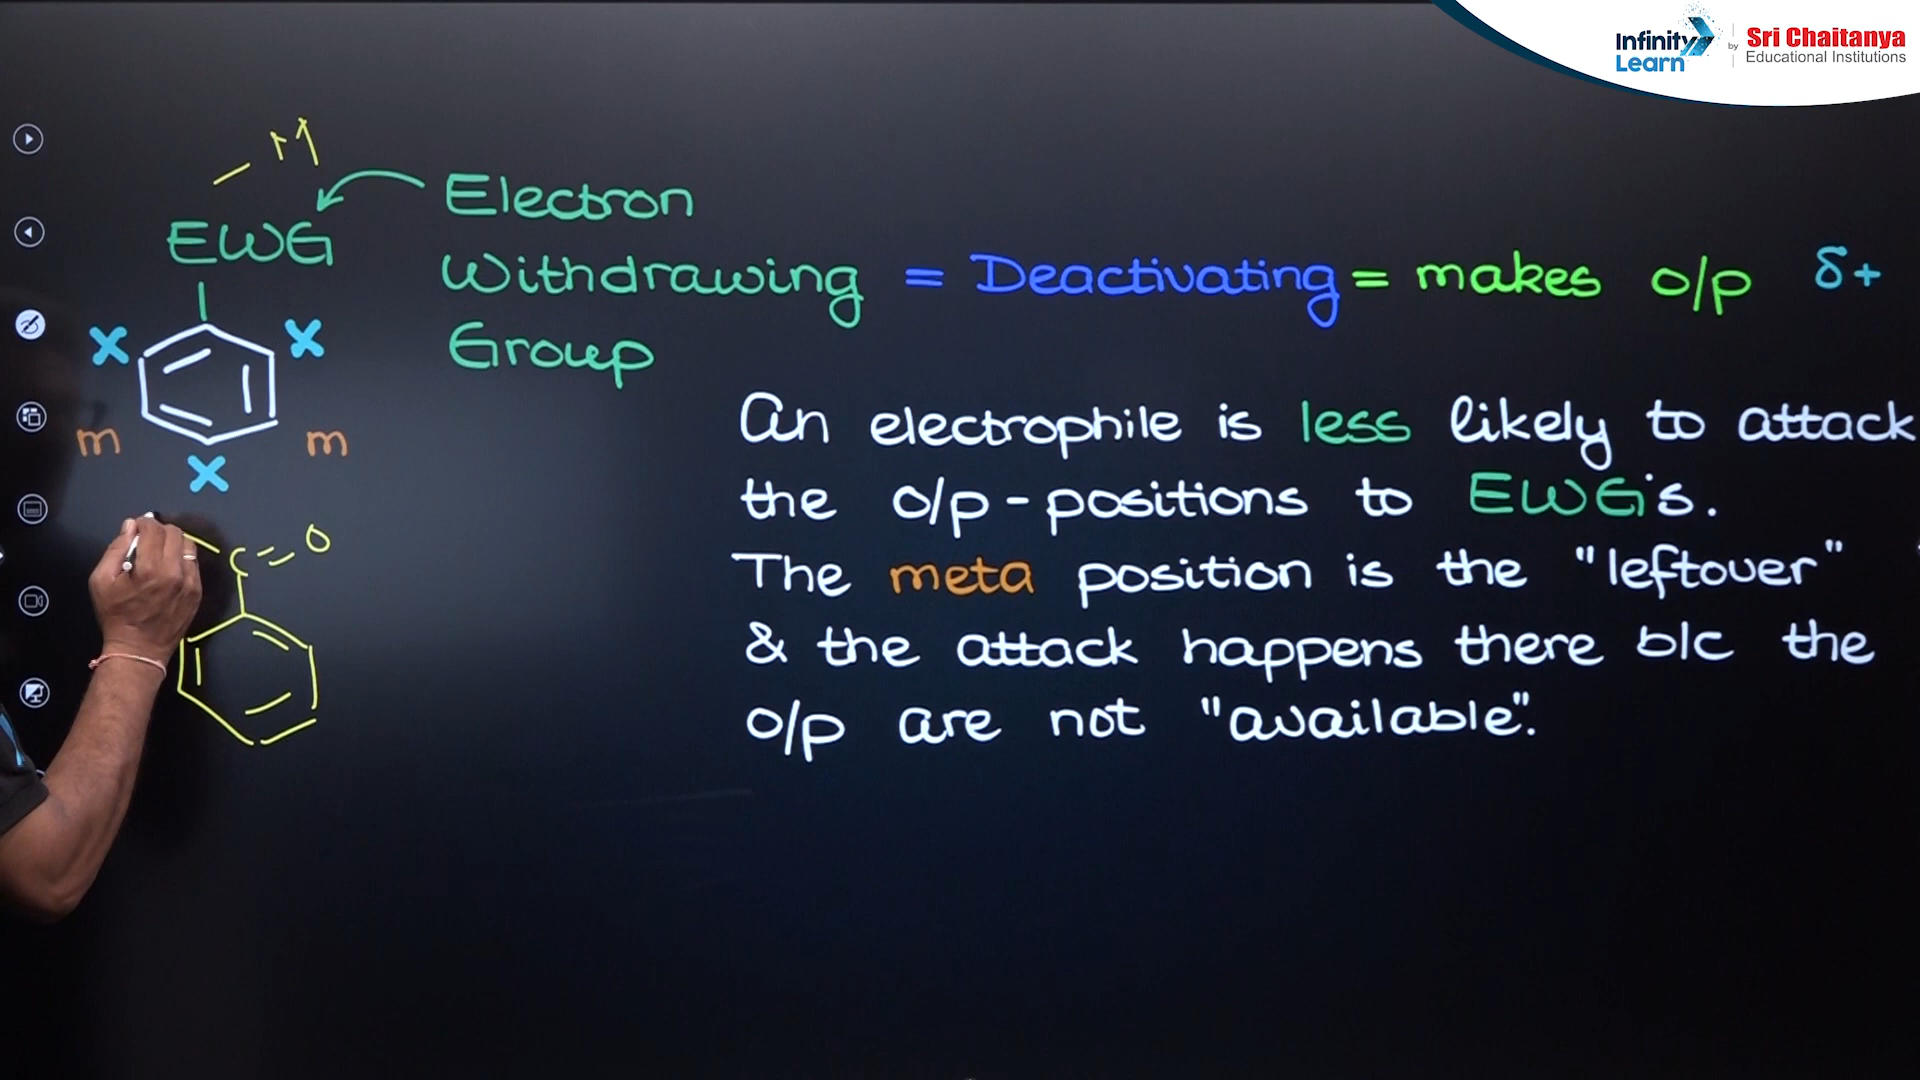 Infinity Learn by Sri Chaitanya Educational Institutions
– M
EWG
Electron
Withdrawing = Deactivating = makes o/p δ+
Group
x x
m m
x
An electrophile is less likely to attack
the o/p-positions to EWG's.
C=O
The meta position is the "leftover"
& the attack happens there b/c the
o/p are not "available".